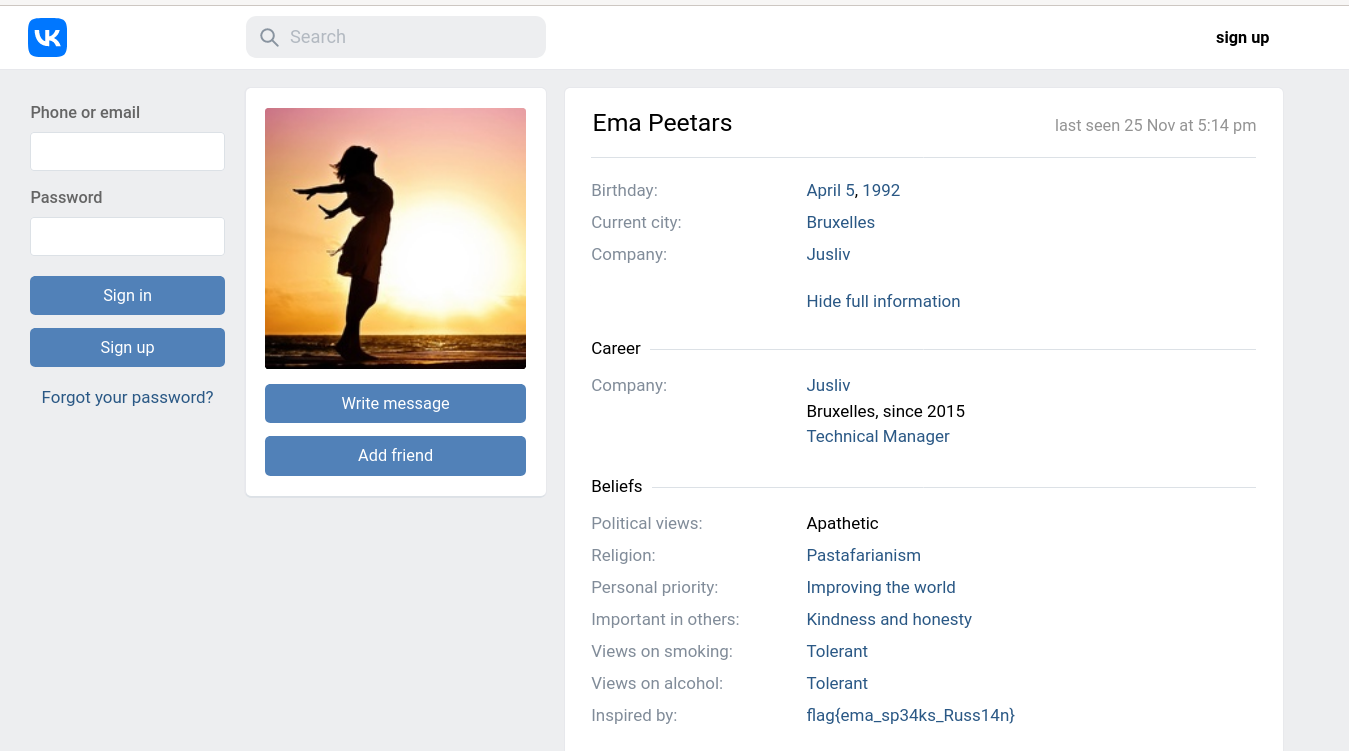 VK
Search
sign up
Phone or email
Password
Sign in
Sign up
Forgot your password?
Write message
Add friend
Ema Peetars
last seen 25 Nov at 5:14 pm
Birthday: April 5, 1992
Current city: Bruxelles
Company: Jusliv
Hide full information
Career
Company: Jusliv
Bruxelles, since 2015
Technical Manager
Beliefs
Political views: Apathetic
Religion: Pastafarianism
Personal priority: Improving the world
Important in others: Kindness and honesty
Views on smoking: Tolerant
Views on alcohol: Tolerant
Inspired by: flag{ema_sp34ks_Russ14n}